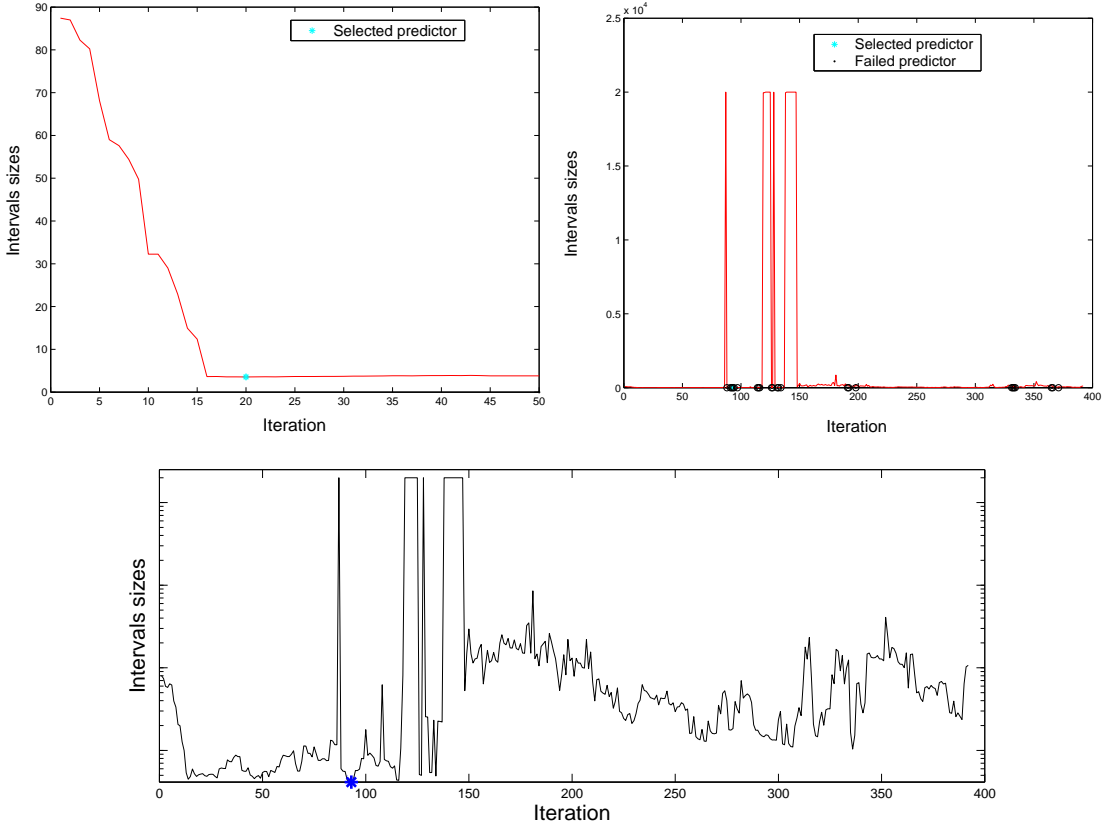 90
80
70
60
50
40
30
20
10
0
Intervals sizes
Selected predictor
0 5 10 15 20 25 30 35 40 45 50
Iteration
x 10^4
2.5
2
1.5
1
0.5
0
Intervals sizes
Selected predictor
Failed predictor
0 50 100 150 200 250 300 350 400
Iteration
Intervals sizes
0 50 100 150 200 250 300 350 400
Iteration